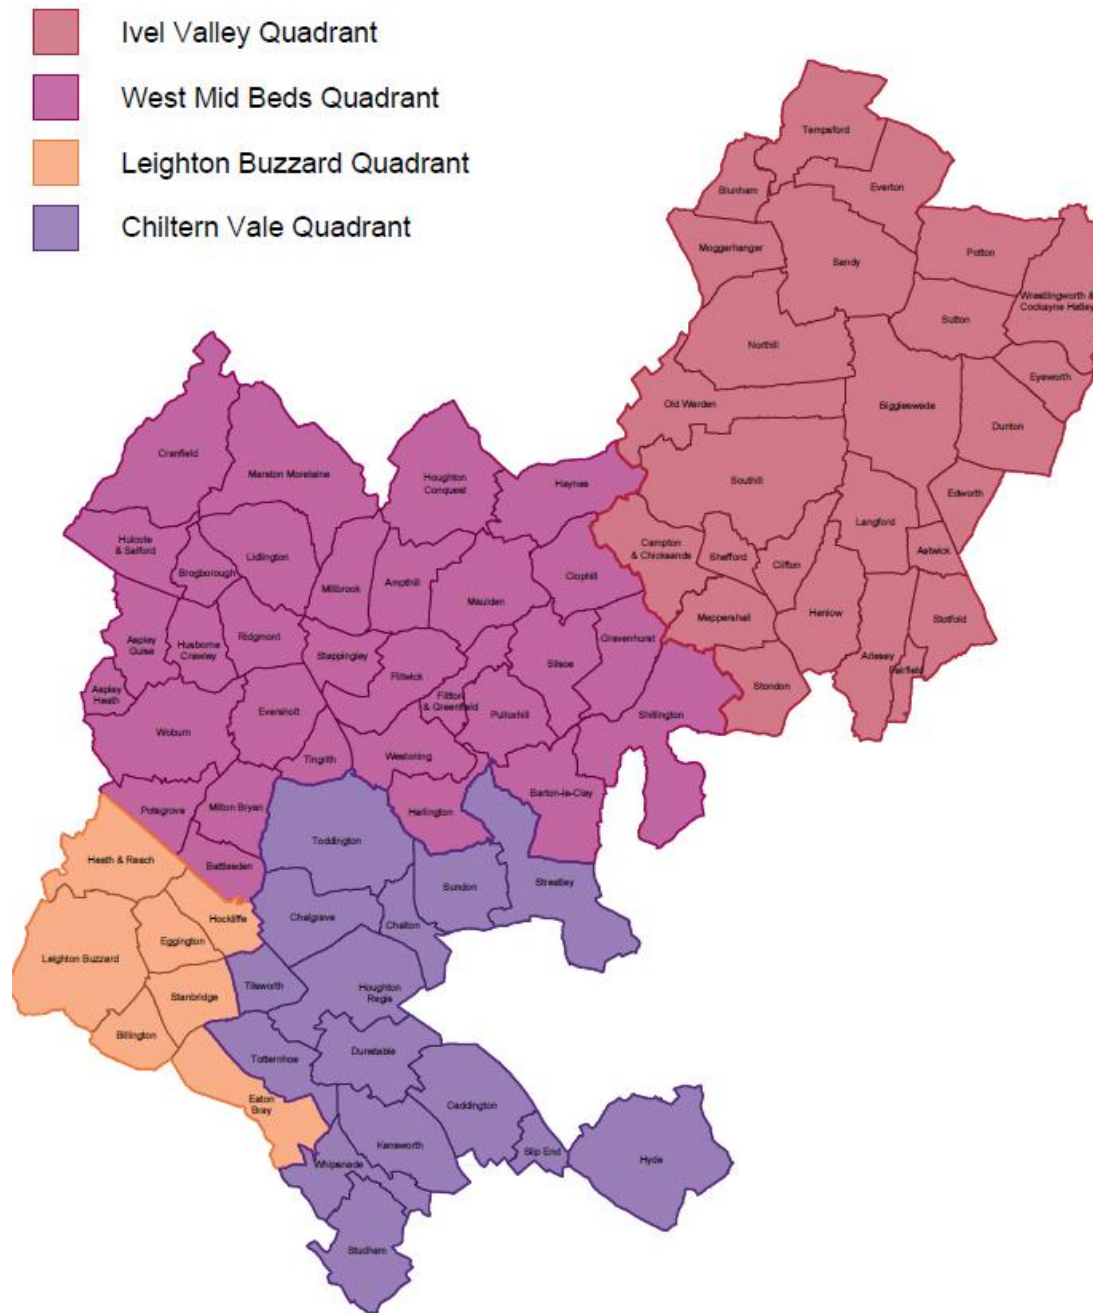 Ivel Valley Quadrant
West Mid Beds Quadrant
Leighton Buzzard Quadrant
Chiltern Vale Quadrant
Tempsford
Blunham
Everton
Moggerhanger
Sandy
Potton
Wrestlingworth &
Cockayne Hatley
Sutton
Northill
Eyeworth
Old Warden
Biggleswade
Dunton
Cranfield
Marston Moretaine
Houghton
Conquest
Haynes
Southill
Edworth
Langford
Hulcote
& Salford
Lidlington
Brogborough
Millbrook
Ampthill
Maulden
Clophill
Campton
& Chicksands
Shefford
Clifton
Astwick
Henlow
Stotfold
Meppershall
Aspley
Guise
Husborne
Crawley
Ridgmont
Steppingley
Flitwick
Silsoe
Gravenhurst
Arlesey
Fairfield
Stondon
Aspley
Heath
Eversholt
Flitton
& Greenfield
Pulloxhill
Shillington
Woburn
Tingrith
Westoning
Potsgrove
Milton Bryan
Harlington
Barton-le-Clay
Toddington
Heath & Reach
Battlesden
Sundon
Streatley
Hockliffe
Chalgrove
Chalton
Eggington
Leighton Buzzard
Tilsworth
Houghton
Regis
Stanbridge
Billington
Totternhoe
Dunstable
Eaton
Bray
Caddington
Kensworth
Slip End
Hyde
Whipsnade
Studham